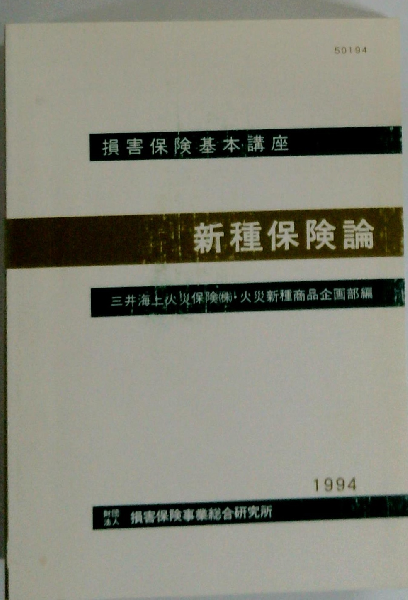 50104
損害保険基本講座
新種保険論
三井海上火災保険㈱・火災新種商品企画部編
1994
財団法人 損害保険事業総合研究所